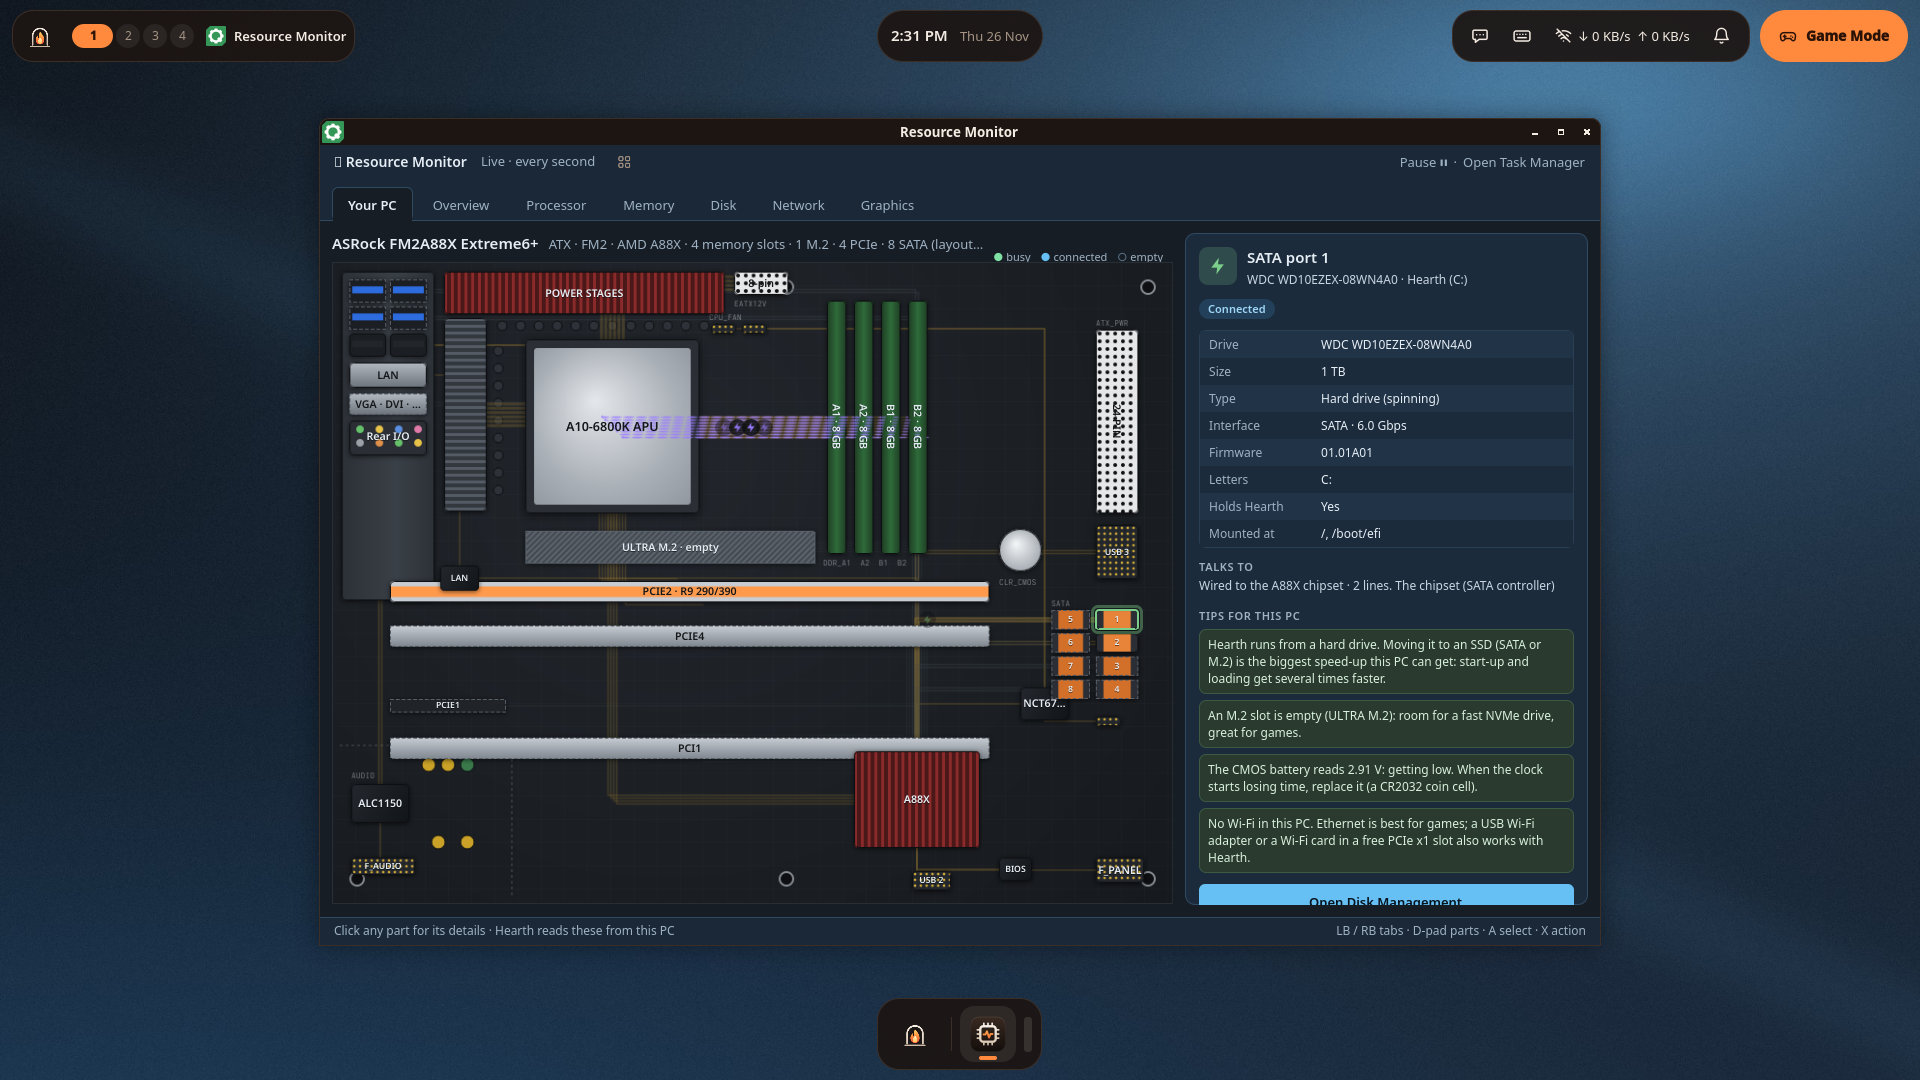 1 2 3 4 Resource Monitor
2:31 PM Thu 26 Nov
↓ 0 KB/s ↑ 0 KB/s
Game Mode
Resource Monitor
Resource Monitor Live · every second
Pause · Open Task Manager
Your PC Overview Processor Memory Disk Network Graphics
ASRock FM2A88X Extreme6+ ATX · FM2 · AMD A88X · 4 memory slots · 1 M.2 · 4 PCIe · 8 SATA (layout...
busy connected empty
POWER STAGES
8-pin
EATX12V
CPU_FAN
ATX_PWR
LAN
VGA · DVI · ...
Rear I/O
A10-6800K APU
A1 · 8 GB
A2 · 8 GB
B1 · 8 GB
B2 · 8 GB
24-PIN
ULTRA M.2 · empty
DDR_A1 A2 B1 B2
USB 3
CLR_CMOS
LAN
PCIE2 · R9 290/390
SATA
PCIE4
5 1
6 2
7 3
8 4
NCT67...
PCIE1
PCI1
AUDIO
ALC1150
A88X
F_AUDIO
USB 2
BIOS
F_PANEL
SATA port 1
WDC WD10EZEX-08WN4A0 · Hearth (C:)
Connected
Drive WDC WD10EZEX-08WN4A0
Size 1 TB
Type Hard drive (spinning)
Interface SATA · 6.0 Gbps
Firmware 01.01A01
Letters C:
Holds Hearth Yes
Mounted at /, /boot/efi
TALKS TO
Wired to the A88X chipset · 2 lines. The chipset (SATA controller)
TIPS FOR THIS PC
Hearth runs from a hard drive. Moving it to an SSD (SATA or
M.2) is the biggest speed-up this PC can get: start-up and
loading get several times faster.
An M.2 slot is empty (ULTRA M.2): room for a fast NVMe drive,
great for games.
The CMOS battery reads 2.91 V: getting low. When the clock
starts losing time, replace it (a CR2032 coin cell).
No Wi-Fi in this PC. Ethernet is best for games; a USB Wi-Fi
adapter or a Wi-Fi card in a free PCIe x1 slot also works with
Hearth.
Open Disk Management
Click any part for its details · Hearth reads these from this PC
LB / RB tabs · D-pad parts · A select · X action